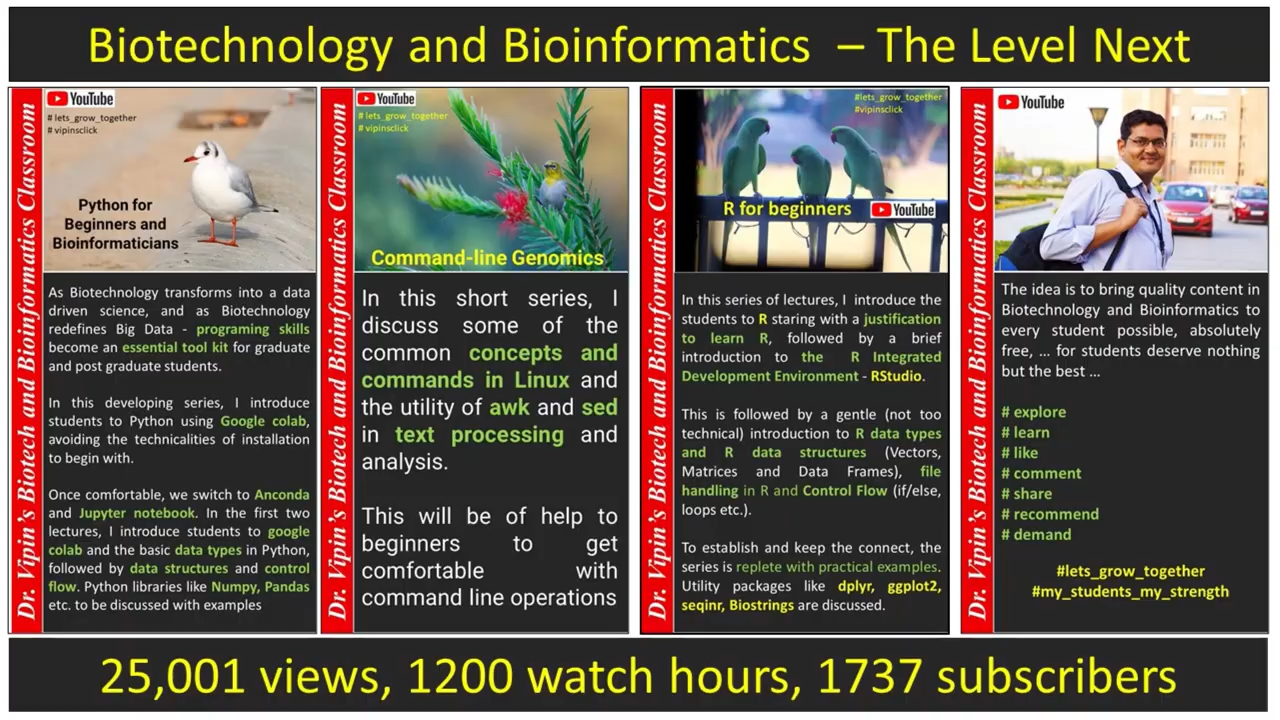 Biotechnology and Bioinformatics – The Level Next
Dr. Vipin's Biotech and Bioinformatics Classroom
YouTube
# lets_grow_together
# vipinsclick
Python for
Beginners and
Bioinformaticians
As Biotechnology transforms into a data
driven science, and as Biotechnology
redefines Big Data - programing skills
become an essential tool kit for graduate
and post graduate students.
In this developing series, I introduce
students to Python using Google colab,
avoiding the technicalities of installation
to begin with.
Once comfortable, we switch to Anconda
and Jupyter notebook. In the first two
lectures, I introduce students to google
colab and the basic data types in Python,
followed by data structures and control
flow. Python libraries like Numpy, Pandas
etc. to be discussed with examples
Dr. Vipin's Biotech and Bioinformatics Classroom
YouTube
# lets_grow_together
# vipinsclick
Command-line Genomics
In this short series, I
discuss some of the
common concepts and
commands in Linux and
the utility of awk and sed
in text processing and
analysis.
This will be of help to
beginners to get
comfortable with
command line operations
Dr. Vipin's Biotech and Bioinformatics Classroom
#lets_grow_together
#vipinsclick
R for beginners
YouTube
In this series of lectures, I introduce the
students to R staring with a justification
to learn R, followed by a brief
introduction to the R Integrated
Development Environment - RStudio.
This is followed by a gentle (not too
technical) introduction to R data types
and R data structures (Vectors,
Matrices and Data Frames), file
handling in R and Control Flow (if/else,
loops etc.).
To establish and keep the connect, the
series is replete with practical examples.
Utility packages like dplyr, ggplot2,
seqinr, Biostrings are discussed.
Dr. Vipin's Biotech and Bioinformatics Classroom
YouTube
The idea is to bring quality content in
Biotechnology and Bioinformatics to
every student possible, absolutely
free, ... for students deserve nothing
but the best ...
# explore
# learn
# like
# comment
# share
# recommend
# demand
#lets_grow_together
#my_students_my_strength
25,001 views, 1200 watch hours, 1737 subscribers